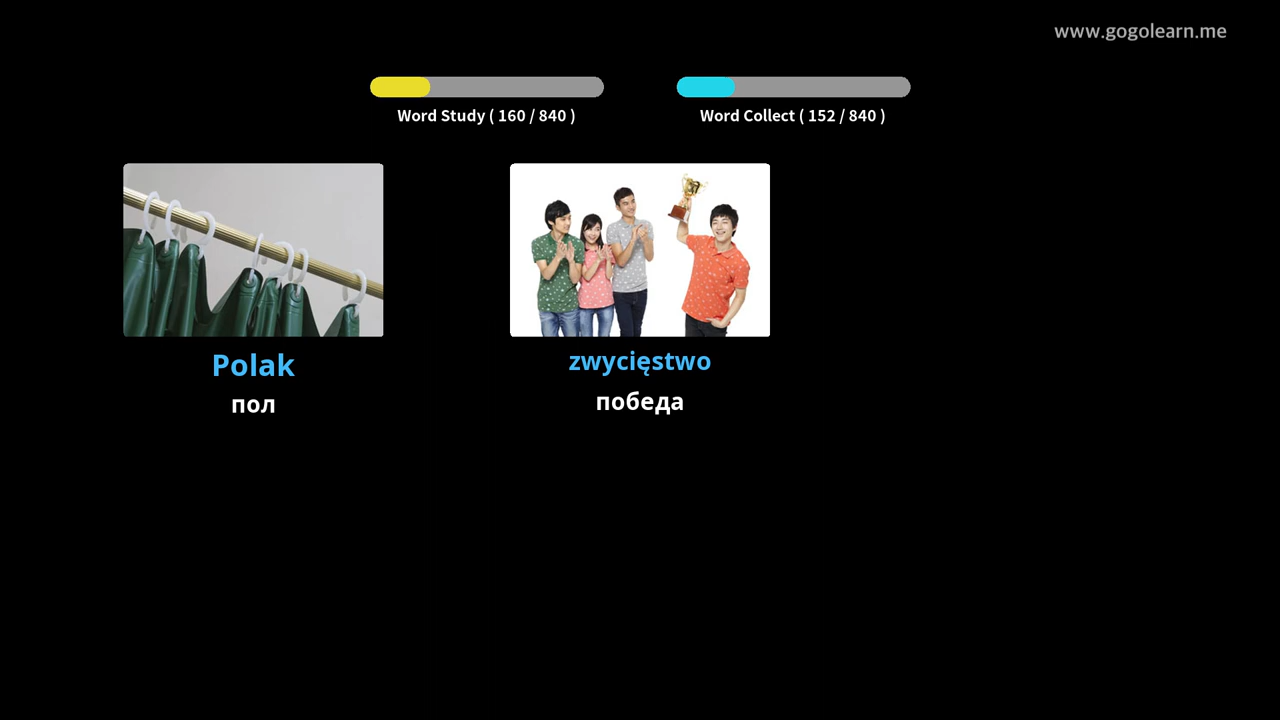 www.gogolearn.me
Word Study ( 160 / 840 )
Word Collect ( 152 / 840 )
Polak
пол
zwycięstwo
победа